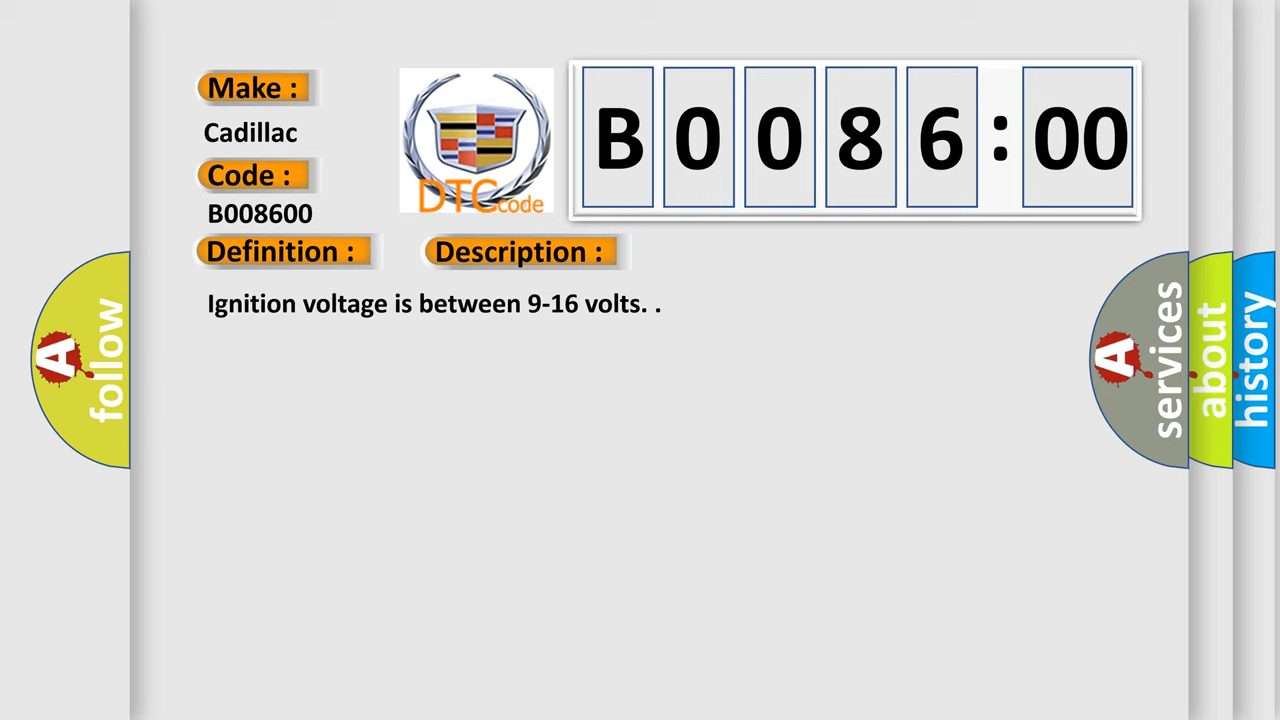 Make :
Cadillac
Code :
B008600
Definition :
Description :
Ignition voltage is between 9-16 volts. .
DTC code
B 0 0 8 6 : 00
A follow
A services
about
history